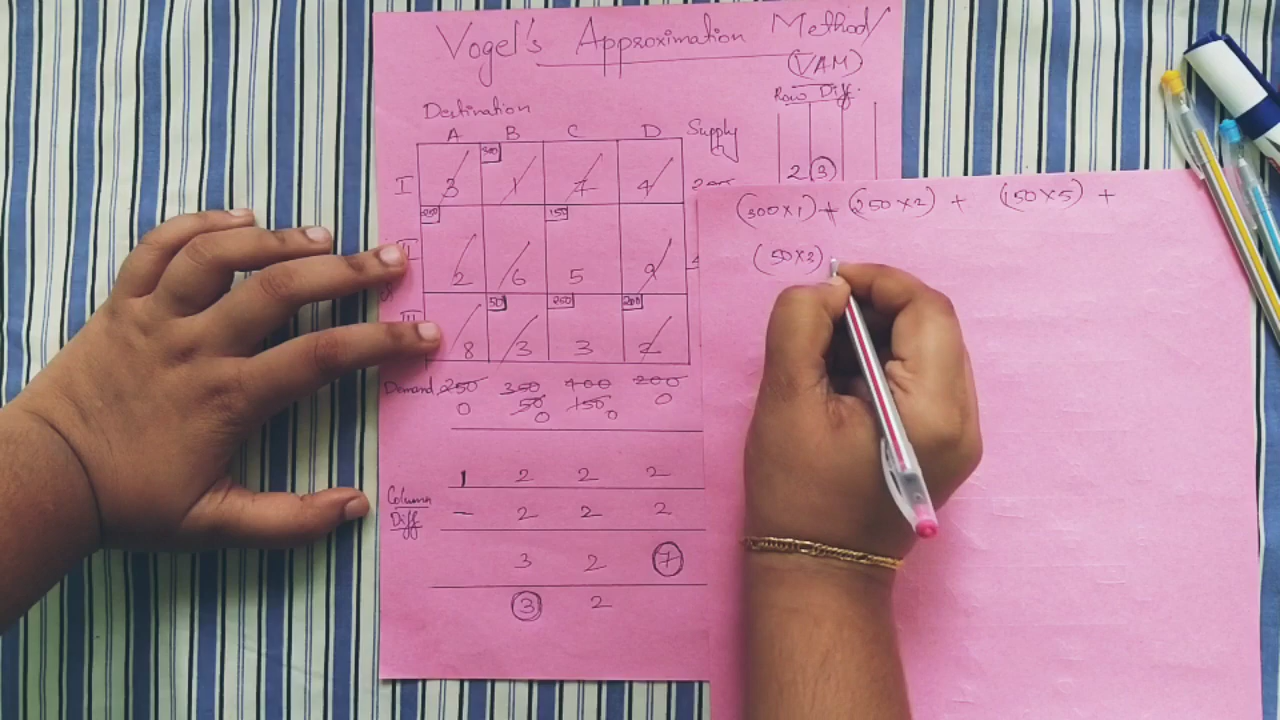 Vogel's Approximation Method
(VAM)
Row Diff.
Destination
A B C D Supply
300
I 3 1 7 4 2 3
250 150
II 2 6 5 9
50 250 200
III 8 3 3 2
Demand 250 350 400 200
0 50 0 150 0 0
1 2 2 2
Column
Diff
- 2 2 2
3 2 7
3 2
(300×1) + (250×2) + (150×5) +
(50×3)